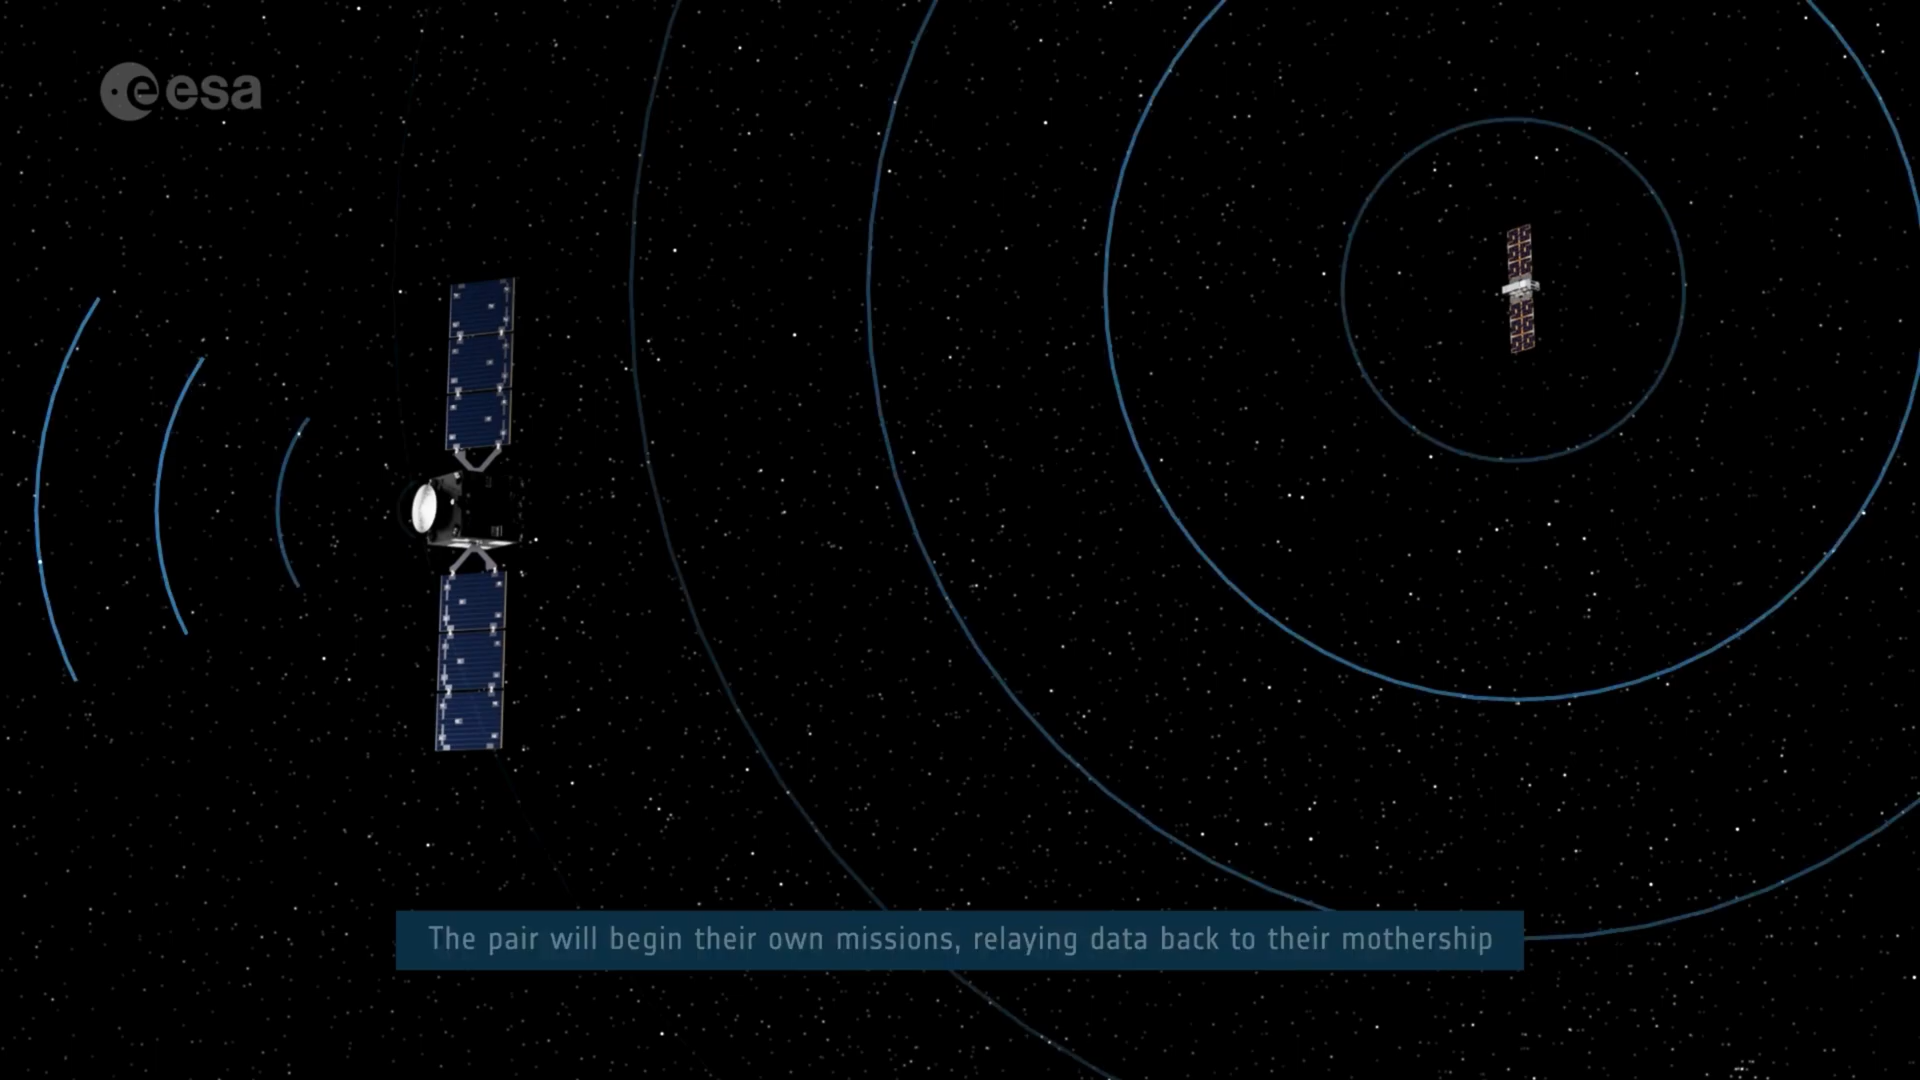 esa
The pair will begin their own missions, relaying data back to their mothership